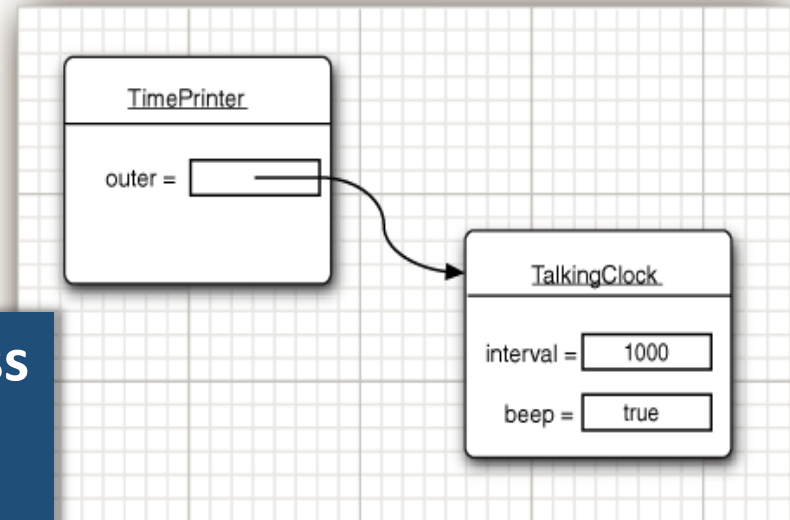 TimePrinter
outer =
TalkingClock
interval = 1000
beep = true